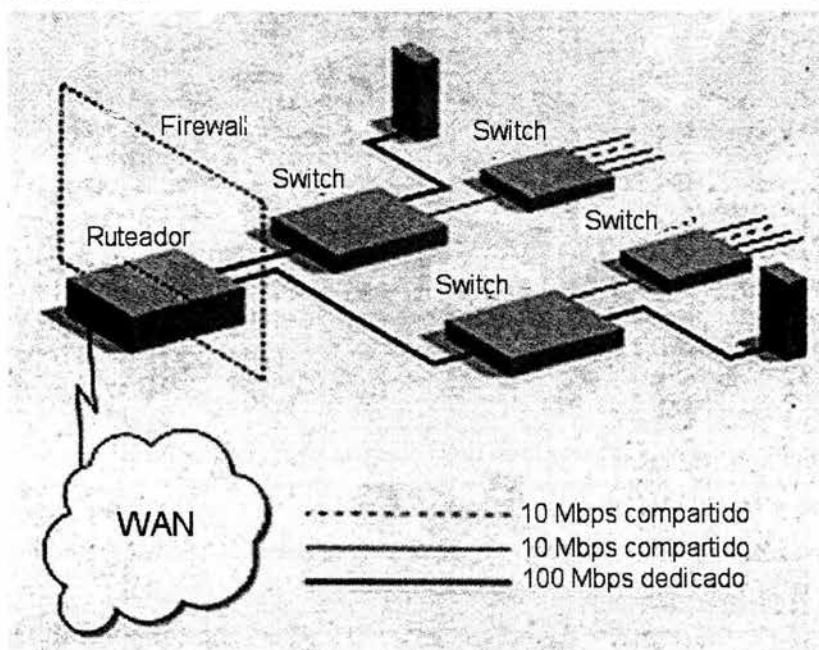 Firewall
Switch
Switch
Ruteador
Switch
Switch
WAN
10 Mbps compartido
10 Mbps compartido
100 Mbps dedicado